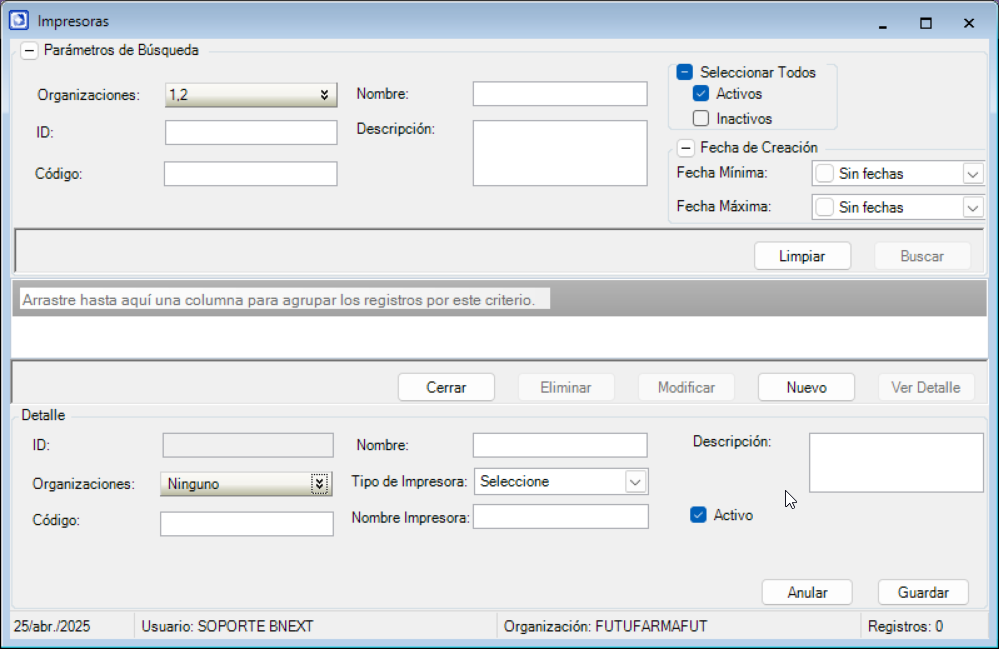 Impresoras
Parámetros de Búsqueda
Organizaciones: 1,2 Nombre: Seleccionar Todos
Activos
ID: Descripción: Inactivos
Fecha de Creación
Código: Fecha Mínima: Sin fechas
Fecha Máxima: Sin fechas
Limpiar Buscar
Arrastre hasta aquí una columna para agrupar los registros por este criterio.
Cerrar Eliminar Modificar Nuevo Ver Detalle
Detalle
ID: Nombre: Descripción:
Organizaciones: Ninguno Tipo de Impresora: Seleccione
Código: Nombre Impresora: Activo
Anular Guardar
25/abr./2025 Usuario: SOPORTE BNEXT Organización: FUTUFARMAFUT Registros: 0